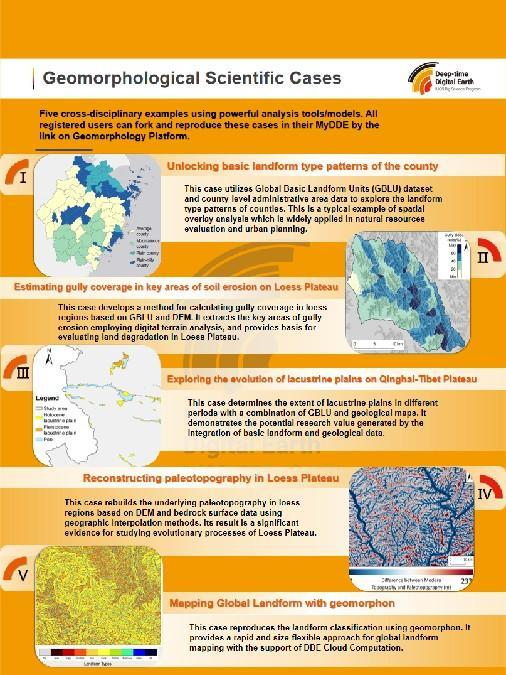 Geomorphological Scientific Cases
Deep-time
Digital Earth
IUGS Big Science Program
Five cross-disciplinary examples using powerful analysis tools/models. All
registered users can fork and reproduce these cases in their MyDDE by the
link on Geomorphology Platform.
I
Unlocking basic landform type patterns of the county
This case utilizes Global Basic Landform Units (GBLU) dataset
and county level administrative area data to explore the landform
type patterns of counties. This is a typical example of spatial
overlay analysis which is widely applied in natural resources
evaluation and urban planning.
Average
county
Mountainous
county
Plain county
county
II
Estimating gully coverage in key areas of soil erosion on Loess Plateau
This case develops a method for calculating gully coverage in loess
regions based on GBLU and DEM. It extracts the key areas of gully
erosion employing digital terrain analysis, and provides basis for
evaluating land degradation in Loess Plateau.
III
N
Legend
Study area
Holocene
lacustrine plain
Pleistocene
lacustrine plain
Exploring the evolution of lacustrine plains on Qinghai-Tibet Plateau
This case determines the extent of lacustrine plains in different
periods with a combination of GBLU and geological maps. It
demonstrates the potential research value generated by the
integration of basic landform and geological data.
Digital Earth
Reconstructing paleotopography in Loess Plateau
IV
This case rebuilds the underlying paleotopography in loess
regions based on DEM and bedrock surface data using
geographic interpolation methods. Its result is a significant
evidence for studying evolutionary processes of Loess Plateau.
Difference between Modern
Topography and Paleotopography (m)
V
Landform Types
Mapping Global Landform with geomorphon
This case reproduces the landform classification using geomorphon. It
provides a rapid and size flexible approach for global landform
mapping with the support of DDE Cloud Computation.